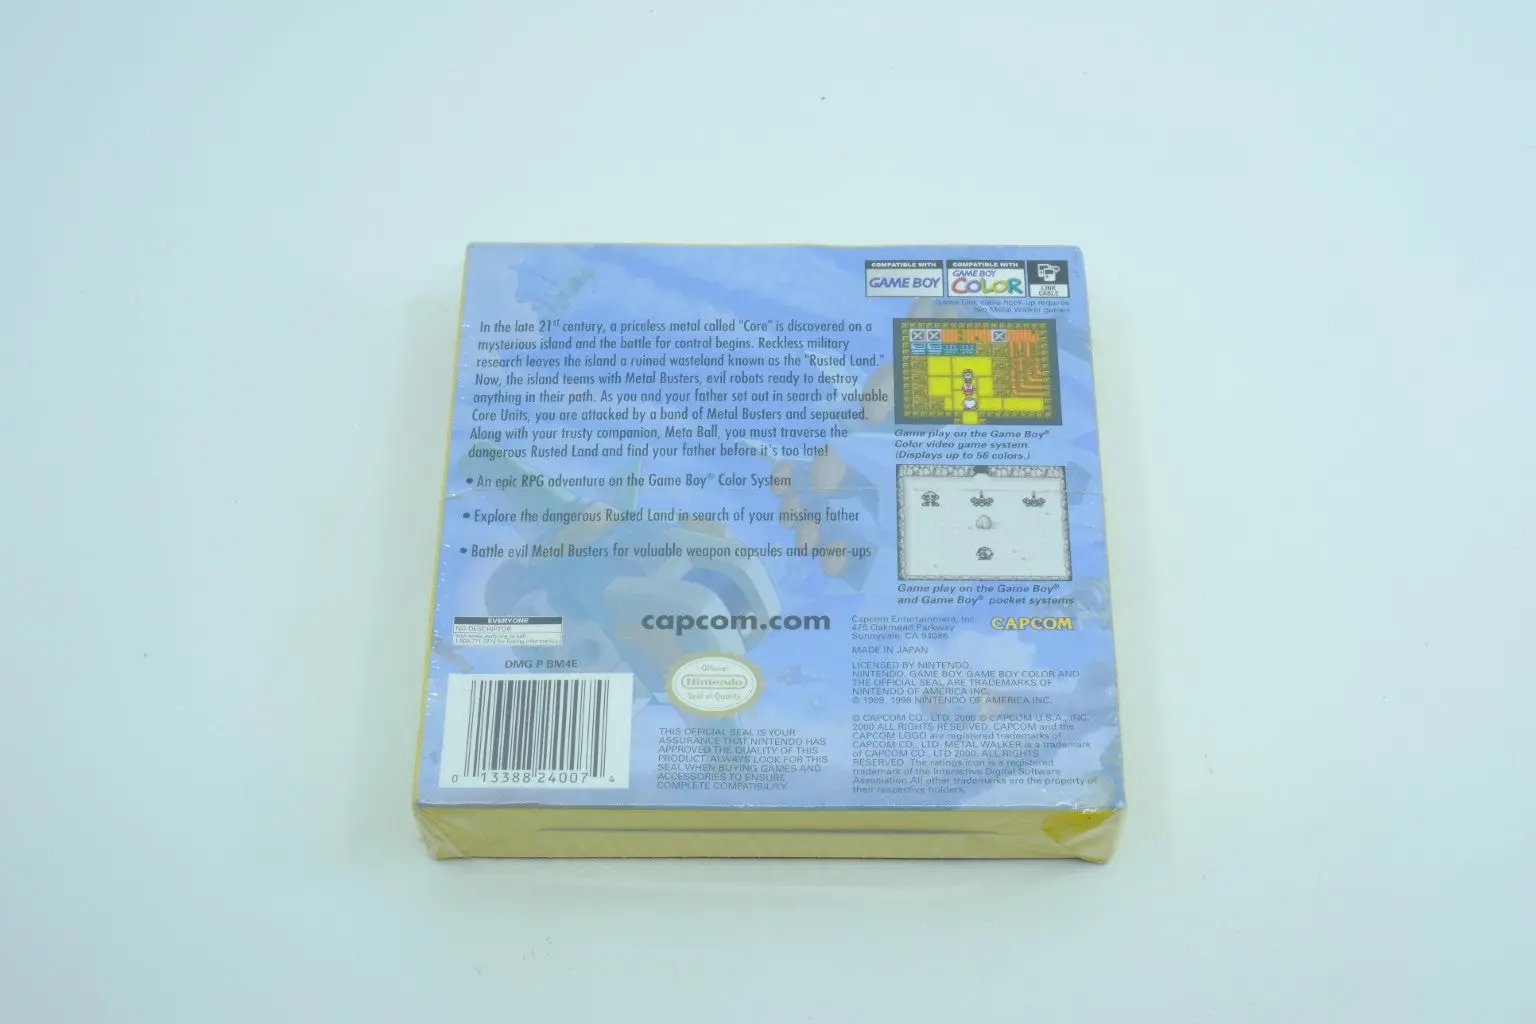 COMPATIBLE WITH
GAME BOY
COMPATIBLE WITH
GAME BOY
COLOR
LINK
CABLE
Game Link cable hook-up requires
two Metal Walker games
In the late 21st century, a priceless metal called "Core" is discovered on a
mysterious island and the battle for control begins. Reckless military
research leaves the island a ruined wasteland known as the "Rusted Land."
Now, the island teems with Metal Busters, evil robots ready to destroy
anything in their path. As you and your father set out in search of valuable
Core Units, you are attacked by a band of Metal Busters and separated.
Along with your trusty companion, Meta Ball, you must traverse the
dangerous Rusted Land and find your father before it's too late!
• An epic RPG adventure on the Game Boy® Color System
• Explore the dangerous Rusted Land in search of your missing father
• Battle evil Metal Busters for valuable weapon capsules and power-ups
Game play on the Game Boy®
Color video game system.
(Displays up to 56 colors.)
Game play on the Game Boy®
and Game Boy® pocket systems.
EVERYONE
NO DESCRIPTOR
Visit www.esrb.org or call
1-800-771-3772 for Rating Information.
DMG P BM4E
0 13388 24007 4
capcom.com
Official
Nintendo
Seal of Quality
THIS OFFICIAL SEAL IS YOUR
ASSURANCE THAT NINTENDO HAS
APPROVED THE QUALITY OF THIS
PRODUCT. ALWAYS LOOK FOR THIS
SEAL WHEN BUYING GAMES AND
ACCESSORIES TO ENSURE
COMPLETE COMPATIBILITY.
Capcom Entertainment, Inc.
475 Oakmead Parkway
Sunnyvale, CA 94086
CAPCOM
MADE IN JAPAN
LICENSED BY NINTENDO.
NINTENDO, GAME BOY, GAME BOY COLOR AND
THE OFFICIAL SEAL ARE TRADEMARKS OF
NINTENDO OF AMERICA INC.
© 1989, 1998 NINTENDO OF AMERICA INC.
© CAPCOM CO., LTD. 2000 © CAPCOM U.S.A., INC.
2000 ALL RIGHTS RESERVED. CAPCOM and the
CAPCOM LOGO are registered trademarks of
CAPCOM CO., LTD. METAL WALKER is a trademark
of CAPCOM CO., LTD 2000. ALL RIGHTS
RESERVED. The ratings icon is a registered
trademark of the Interactive Digital Software
Association. All other trademarks are the property of
their respective holders.